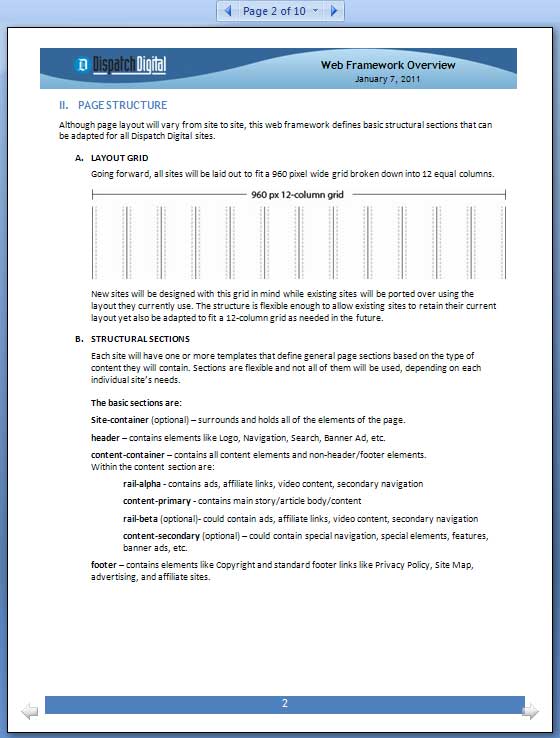 Page 2 of 10
DispatchDigital
Web Framework Overview
January 7, 2011
II. PAGE STRUCTURE
Although page layout will vary from site to site, this web framework defines basic structural sections that can
be adapted for all Dispatch Digital sites.
A. LAYOUT GRID
Going forward, all sites will be laid out to fit a 960 pixel wide grid broken down into 12 equal columns.
960 px 12-column grid
New sites will be designed with this grid in mind while existing sites will be ported over using the
layout they currently use. The structure is flexible enough to allow existing sites to retain their current
layout yet also be adapted to fit a 12-column grid as needed in the future.
B. STRUCTURAL SECTIONS
Each site will have one or more templates that define general page sections based on the type of
content they will contain. Sections are flexible and not all of them will be used, depending on each
individual site's needs.
The basic sections are:
Site-container (optional) – surrounds and holds all of the elements of the page.
header – contains elements like Logo, Navigation, Search, Banner Ad, etc.
content-container – contains all content elements and non-header/footer elements.
Within the content section are:
rail-alpha - contains ads, affiliate links, video content, secondary navigation
content-primary - contains main story/article body/content
rail-beta (optional)- could contain ads, affiliate links, video content, secondary navigation
content-secondary (optional) – could contain special navigation, special elements, features,
banner ads, etc.
footer – contains elements like Copyright and standard footer links like Privacy Policy, Site Map,
advertising, and affiliate sites.
2